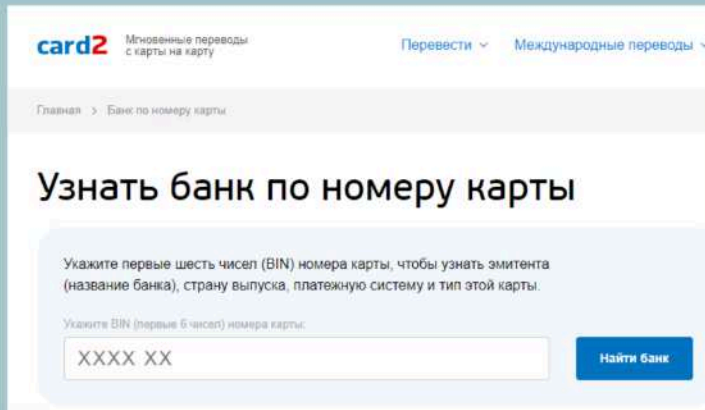 card2
Мгновенные переводы
с карты на карту
Перевести
Международные переводы
Главная > Банк по номеру карты
Узнать банк по номеру карты
Укажите первые шесть чисел (BIN) номера карты, чтобы узнать эмитента
(название банка), страну выпуска, платежную систему и тип этой карты.
Укажите BIN (первые 6 чисел) номера карты:
XXXX XX
Найти банк